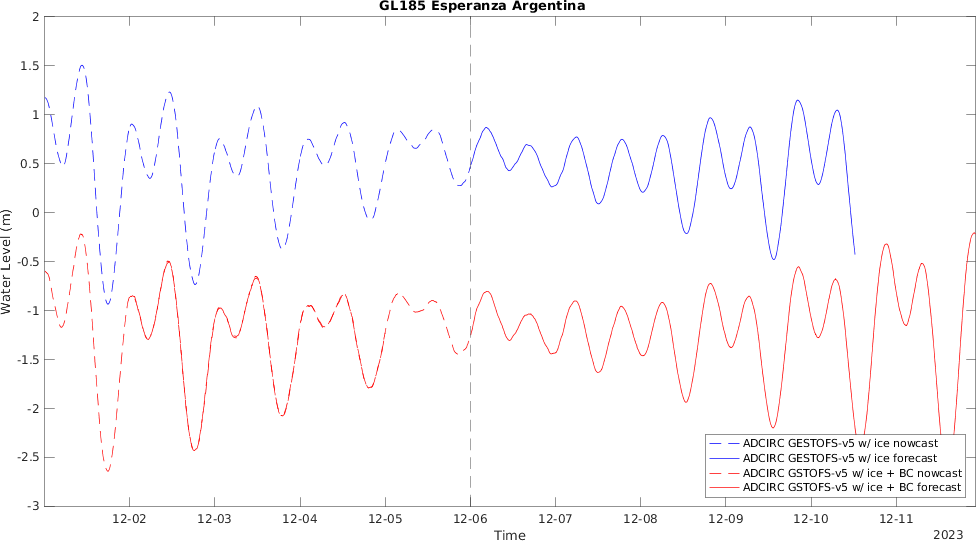 GL185 Esperanza Argentina
2
1.5
1
0.5
0
-0.5
-1
-1.5
-2
-2.5
-3
Water Level (m)
ADCIRC GESTOFS-v5 w/ ice nowcast
ADCIRC GESTOFS-v5 w/ ice forecast
ADCIRC GSTOFS-v5 w/ ice + BC nowcast
ADCIRC GSTOFS-v5 w/ ice + BC forecast
12-02 12-03 12-04 12-05 12-06 12-07 12-08 12-09 12-10 12-11
Time
2023